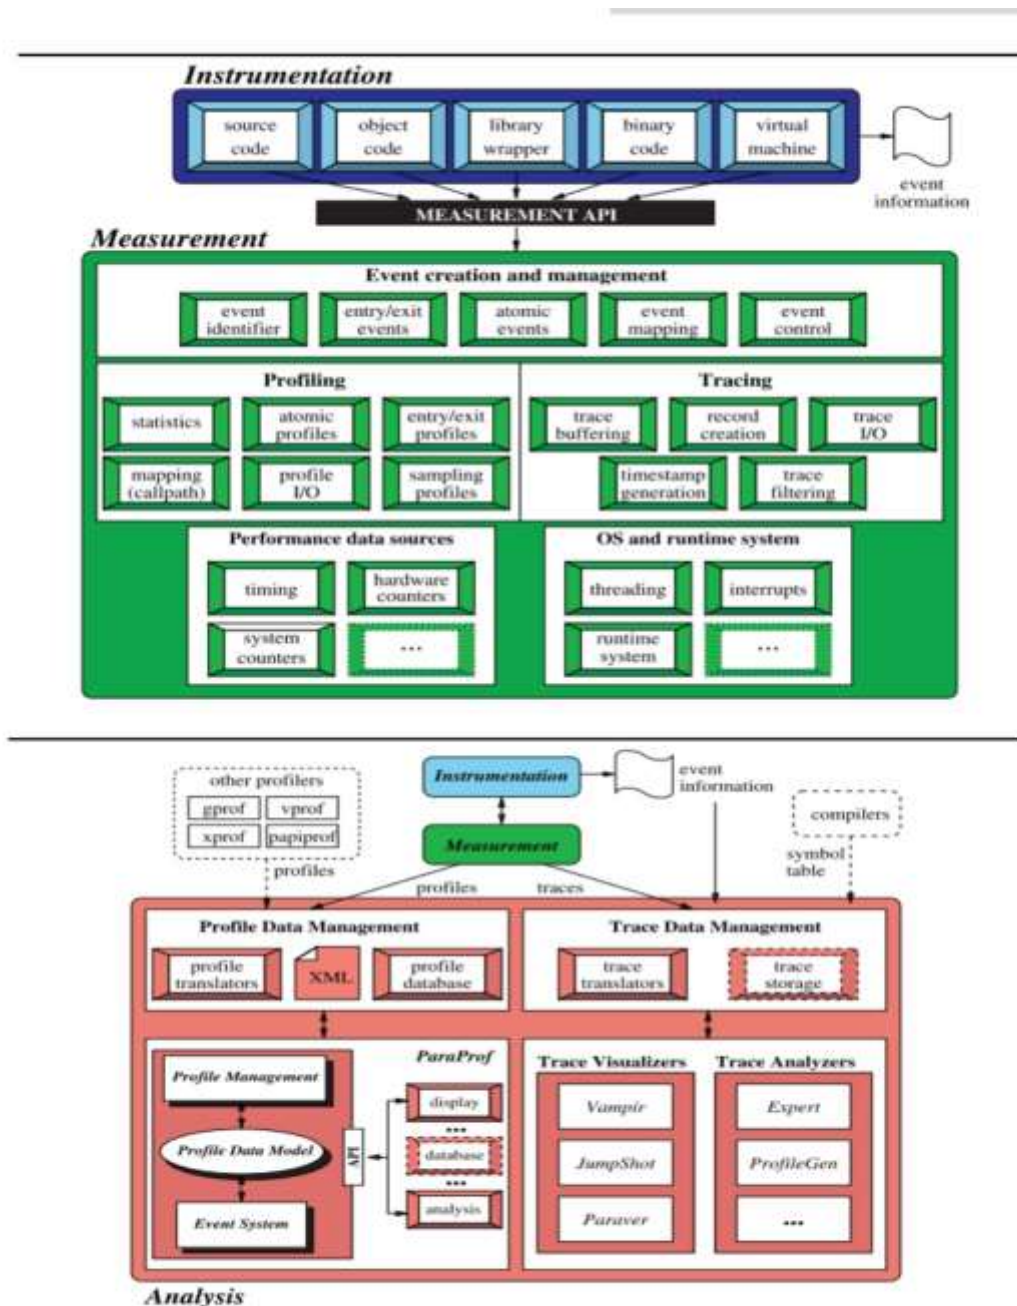 Instrumentation
source
code
object
code
library
wrapper
binary
code
virtual
machine
event
information
MEASUREMENT API
Measurement
Event creation and management
event
identifier
entry/exit
events
atomic
events
event
mapping
event
control
Profiling
statistics
atomic
profiles
entry/exit
profiles
mapping
(callpath)
profile
I/O
sampling
profiles
Tracing
trace
buffering
record
creation
trace
I/O
timestamp
generation
trace
filtering
Performance data sources
timing
hardware
counters
system
counters
...
OS and runtime system
threading
interrupts
runtime
system
...
other profilers
gprof
vprof
xprof
papiprof
profiles
Instrumentation
event
information
Measurement
compilers
symbol
table
profiles
traces
Profile Data Management
profile
translators
XML
profile
database
Trace Data Management
trace
translators
trace
storage
Profile Management
Profile Data Model
Event System
API
ParaProf
display
...
database
...
analysis
Trace Visualizers
Vampir
JumpShot
Paraver
Trace Analyzers
Expert
ProfileGen
...
Analysis